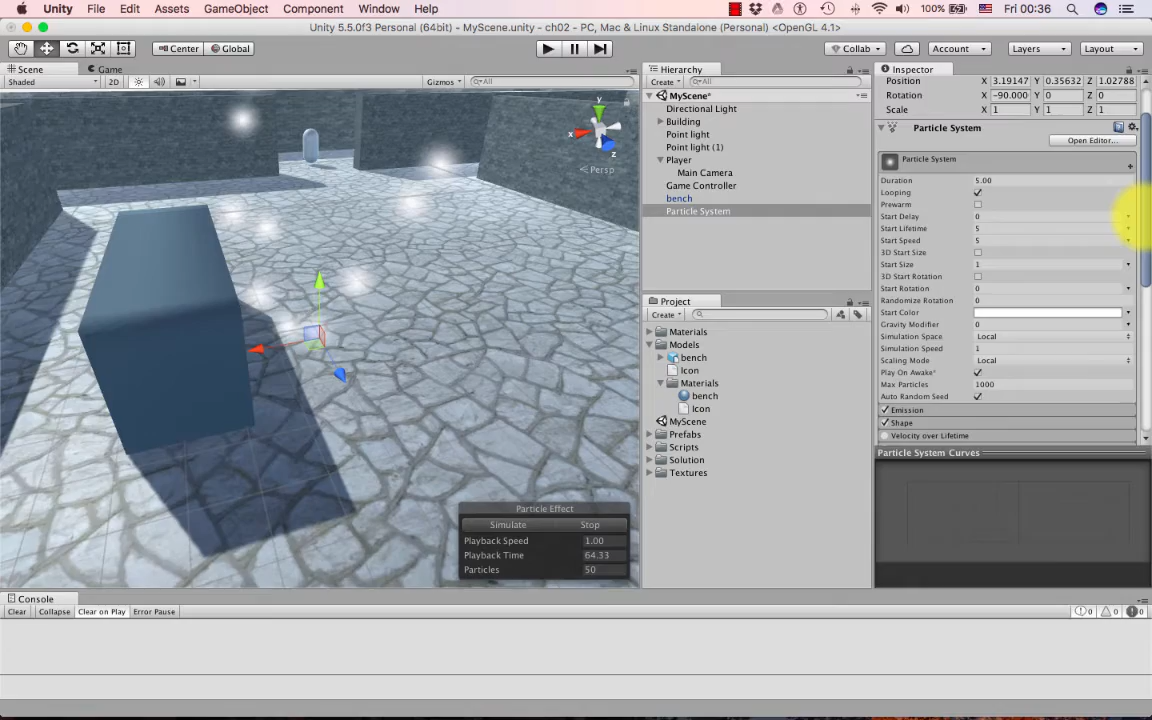 Unity File Edit Assets GameObject Component Window Help 100% Fri 00:36
Unity 5.5.0f3 Personal (64bit) - MyScene.unity - ch02 - PC, Mac & Linux Standalone (Personal) <OpenGL 4.1>
Center Global Collab Account Layers Layout
Scene Game
Shaded 2D Gizmos All
y
x
z
Persp
Particle Effect
Simulate Stop
Playback Speed 1.00
Playback Time 64.33
Particles 50
Hierarchy
Create All
MyScene*
Directional Light
Building
Point light
Point light (1)
Player
Main Camera
Game Controller
bench
Particle System
Project
Create
Materials
Models
bench
Icon
Materials
bench
Icon
MyScene
Prefabs
Scripts
Solution
Textures
Inspector
Position X 3.19147 Y 0.35632 Z 1.02788
Rotation X -90.000 Y 0 Z 0
Scale X 1 Y 1 Z 1
Particle System
Open Editor...
Particle System
Duration 5.00
Looping
Prewarm
Start Delay 0
Start Lifetime 5
Start Speed 5
3D Start Size
Start Size 1
3D Start Rotation
Start Rotation 0
Randomize Rotation 0
Start Color
Gravity Modifier 0
Simulation Space Local
Simulation Speed 1
Scaling Mode Local
Play On Awake*
Max Particles 1000
Auto Random Seed
Emission
Shape
Velocity over Lifetime
Particle System Curves
Console
Clear Collapse Clear on Play Error Pause 0 0 0